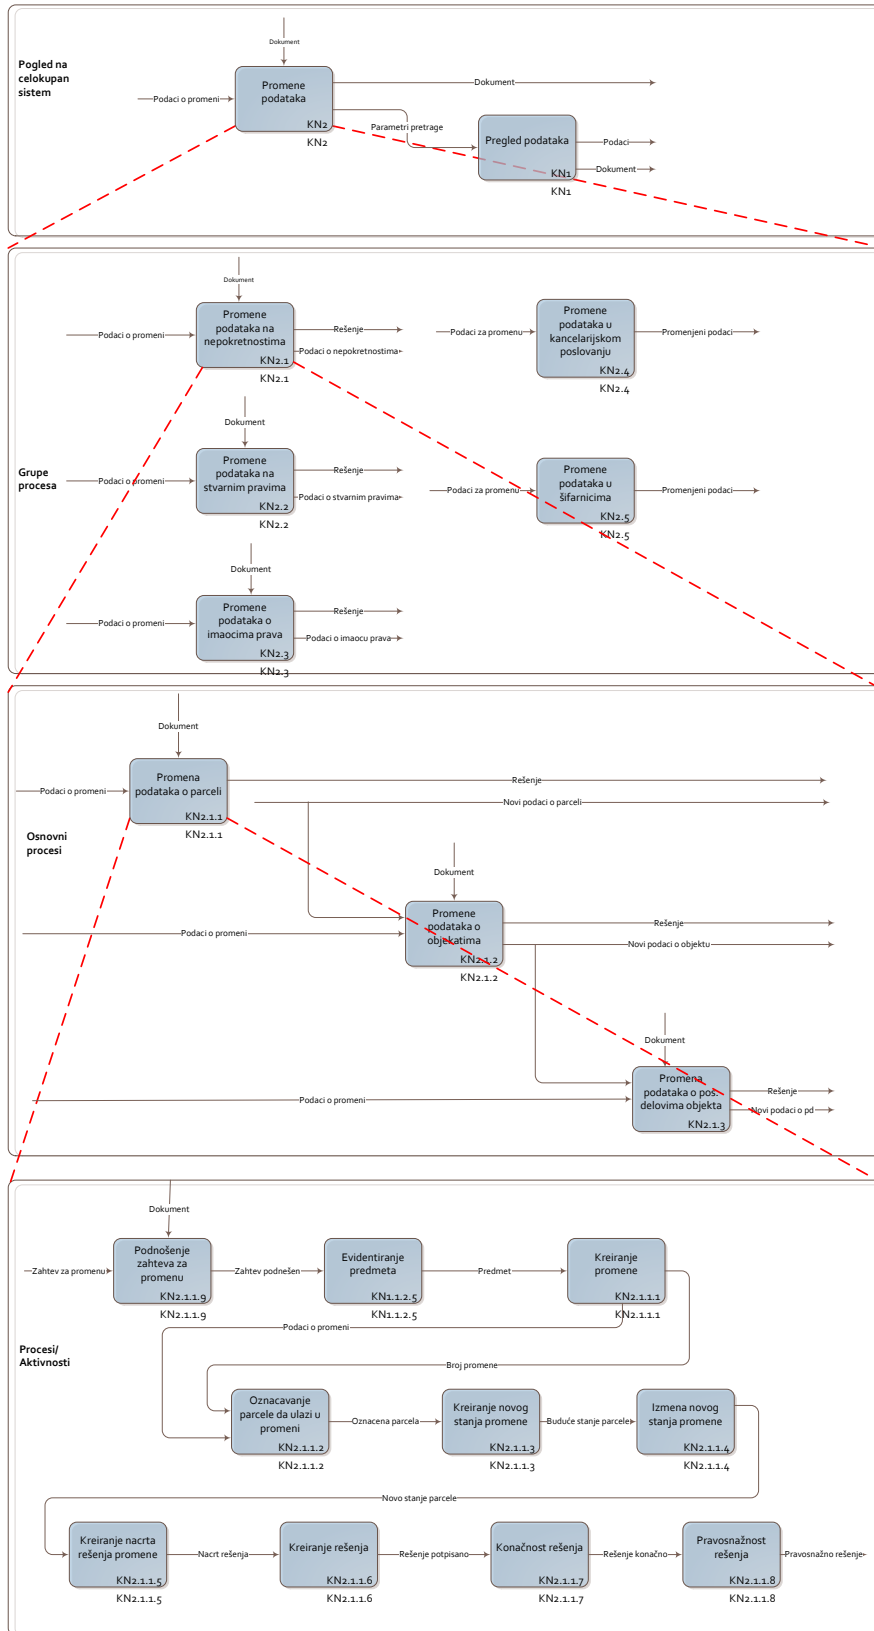 Pogled na
celokupan
sistem
Dokument
Podaci o promeni
Promene
podataka
KN2
KN2
Dokument
Parametri pretrage
Pregled podataka
KN1
KN1
Podaci
Dokument
Grupe
procesa
Dokument
Podaci o promeni
Promene
podataka na
nepokretnostima
KN2.1
KN2.1
Rešenje
Podaci o nepokretnostima
Podaci za promenu
Promene
podataka u
kancelarijskom
poslovanju
KN2.4
KN2.4
Promenjeni podaci
Dokument
Podaci o promeni
Promene
podataka na
stvarnim pravima
KN2.2
KN2.2
Rešenje
Podaci o stvarnim pravima
Podaci za promenu
Promene
podataka u
šifarnicima
KN2.5
KN2.5
Promenjeni podaci
Dokument
Podaci o promeni
Promene
podataka o
imaocima prava
KN2.3
KN2.3
Rešenje
Podaci o imaocu prava
Osnovni
procesi
Dokument
Podaci o promeni
Promena
podataka o parceli
KN2.1.1
KN2.1.1
Rešenje
Novi podaci o parceli
Dokument
Podaci o promeni
Promene
podataka o
objekatima
KN2.1.2
KN2.1.2
Rešenje
Novi podaci o objektu
Dokument
Podaci o promeni
Promena
podataka o pos.
delovima objekta
KN2.1.3
Rešenje
Novi podaci o pd
Procesi/
Aktivnosti
Dokument
Zahtev za promenu
Podnošenje
zahteva za
promenu
KN2.1.1.9
KN2.1.1.9
Zahtev podnešen
Evidentiranje
predmeta
KN1.1.2.5
KN1.1.2.5
Predmet
Kreiranje
promene
KN2.1.1.1
KN2.1.1.1
Podaci o promeni
Broj promene
Oznacavanje
parcele da ulazi u
promeni
KN2.1.1.2
KN2.1.1.2
Oznacena parcela
Kreiranje novog
stanja promene
KN2.1.1.3
KN2.1.1.3
Buduće stanje parcele
Izmena novog
stanja promene
KN2.1.1.4
KN2.1.1.4
Novo stanje parcele
Kreiranje nacrta
rešenja promene
KN2.1.1.5
KN2.1.1.5
Nacrt rešenja
Kreiranje rešenja
KN2.1.1.6
KN2.1.1.6
Rešenje potpisano
Konačnost rešenja
KN2.1.1.7
KN2.1.1.7
Rešenje konačno
Pravosnažnost
rešenja
KN2.1.1.8
KN2.1.1.8
Pravosnažno rešenje